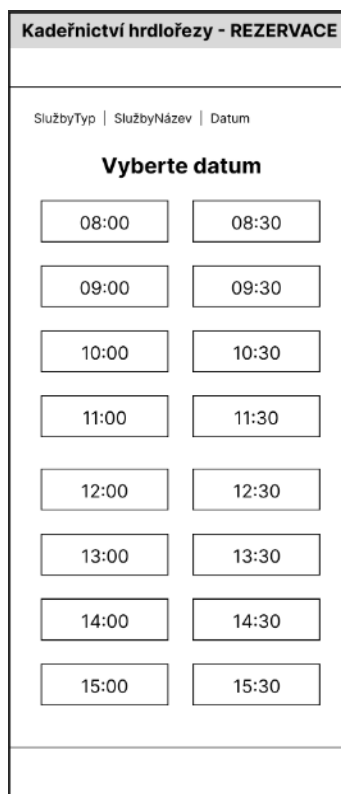 Kadeřnictví hrdlořezy - REZERVACE
SlužbyTyp | SlužbyNázev | Datum
Vyberte datum
08:00 08:30
09:00 09:30
10:00 10:30
11:00 11:30
12:00 12:30
13:00 13:30
14:00 14:30
15:00 15:30